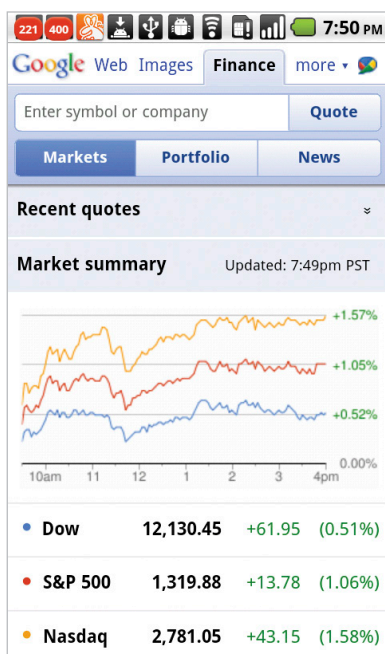 221 400 7:50 PM
Google Web Images Finance more
Enter symbol or company Quote
Markets Portfolio News
Recent quotes
Market summary Updated: 7:49pm PST
+1.57%
+1.05%
+0.52%
0.00%
10am 11 12 1 2 3 4pm
Dow 12,130.45 +61.95 (0.51%)
S&P 500 1,319.88 +13.78 (1.06%)
Nasdaq 2,781.05 +43.15 (1.58%)